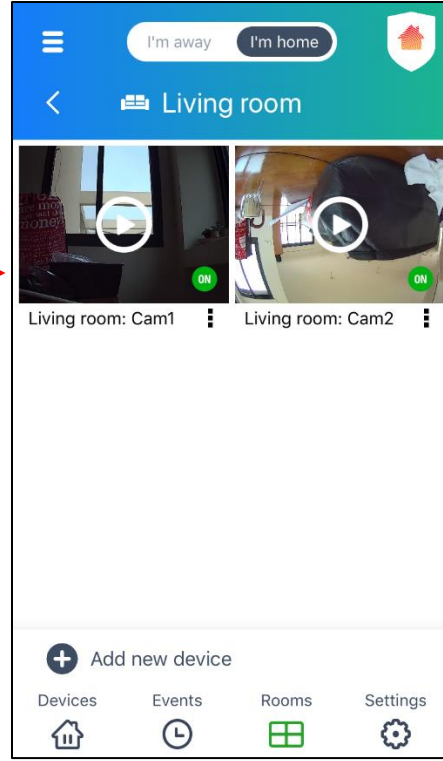 I'm away I'm home
Living room
money
ON ON
Living room: Cam1 Living room: Cam2
Add new device
Devices Events Rooms Settings